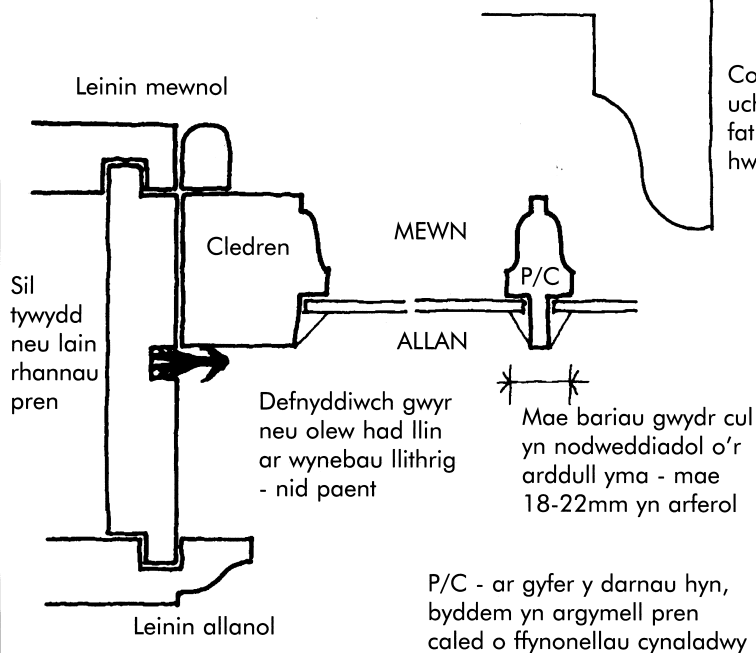 Leinin mewnol
Cledren
MEWN
P/C
ALLAN
Sil
tywydd
neu lain
rhannau
pren
Defnyddiwch gwyr
neu olew had llin
ar wynebau llithrig
- nid paent
Mae bariau gwydr cul
yn nodweddiadol o'r
arddull yma - mae
18-22mm yn arferol
Leinin allanol
P/C - ar gyfer y darnau hyn,
byddem yn argymell pren
caled o ffynonellau cynaladwy